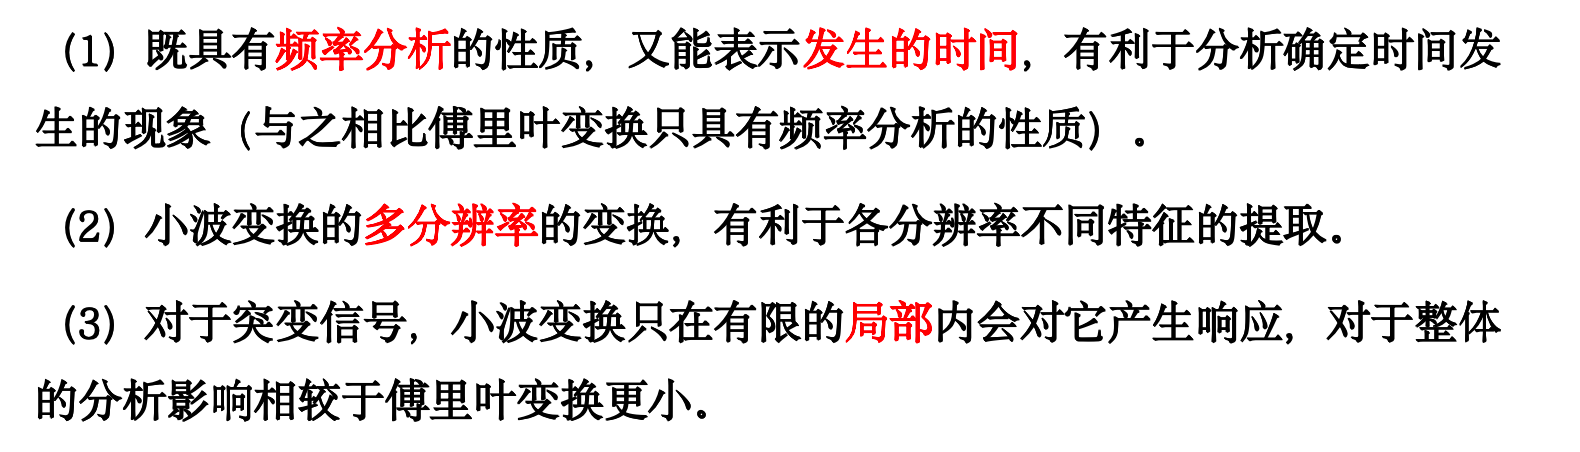 （1）既具有频率分析的性质，又能表示发生的时间，有利于分析确定时间发
生的现象（与之相比傅里叶变换只具有频率分析的性质）.
（2）小波变换的多分辨率的变换，有利于各分辨率不同特征的提取。
（3）对于突变信号，小波变换只在有限的局部内会对它产生响应，对于整体
的分析影响相较于傅里叶变换更小。